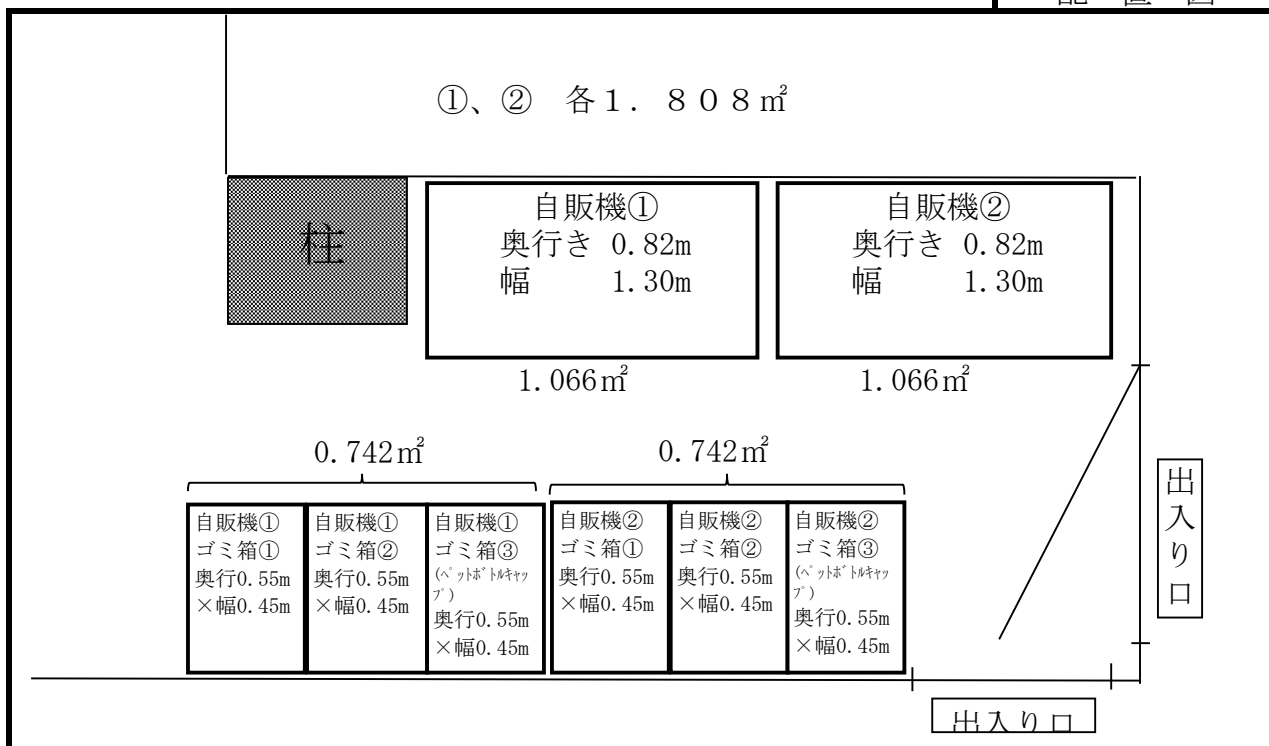 配置図
①、② 各1.808㎡
柱
自販機①
奥行き 0.82m
幅 1.30m
自販機②
奥行き 0.82m
幅 1.30m
1.066㎡
1.066㎡
0.742㎡
0.742㎡
自販機①
ゴミ箱①
奥行0.55m
×幅0.45m
自販機①
ゴミ箱②
奥行0.55m
×幅0.45m
自販機①
ゴミ箱③
(ﾍﾟｯﾄﾎﾞﾄﾙｷｬｯ
ﾌﾟ)
奥行0.55m
×幅0.45m
自販機②
ゴミ箱①
奥行0.55m
×幅0.45m
自販機②
ゴミ箱②
奥行0.55m
×幅0.45m
自販機②
ゴミ箱③
(ﾍﾟｯﾄﾎﾞﾄﾙｷｬｯ
ﾌﾟ)
奥行0.55m
×幅0.45m
出入り口
出入り口